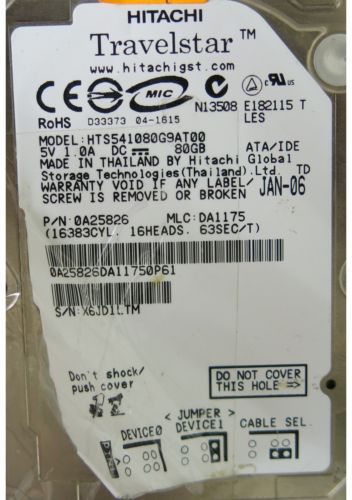 HITACHI
Travelstar™
www.hitachigst.com
CE MIC N13508 E182115 T
RoHS D33373 04-1615 LES
MODEL:HTS541080G9AT00
5V 1.0A DC 80GB ATA/IDE
MADE IN THAILAND BY Hitachi Global
Storage Technologies(Thailand)Ltd. TD
WARRANTY VOID IF ANY LABEL/ JAN-06
SCREW IS REMOVED OR BROKEN
P/N:0A25826 MLC:DA1175
(16383CYL. 16HEADS. 63SEC/T)
0A25826DA11750P61
S/N:X6JD1LTM
Don't shock/
push cover
DO NOT COVER
THIS HOLE =>
< JUMPER >
DEVICE0 DEVICE1 CABLE SEL.